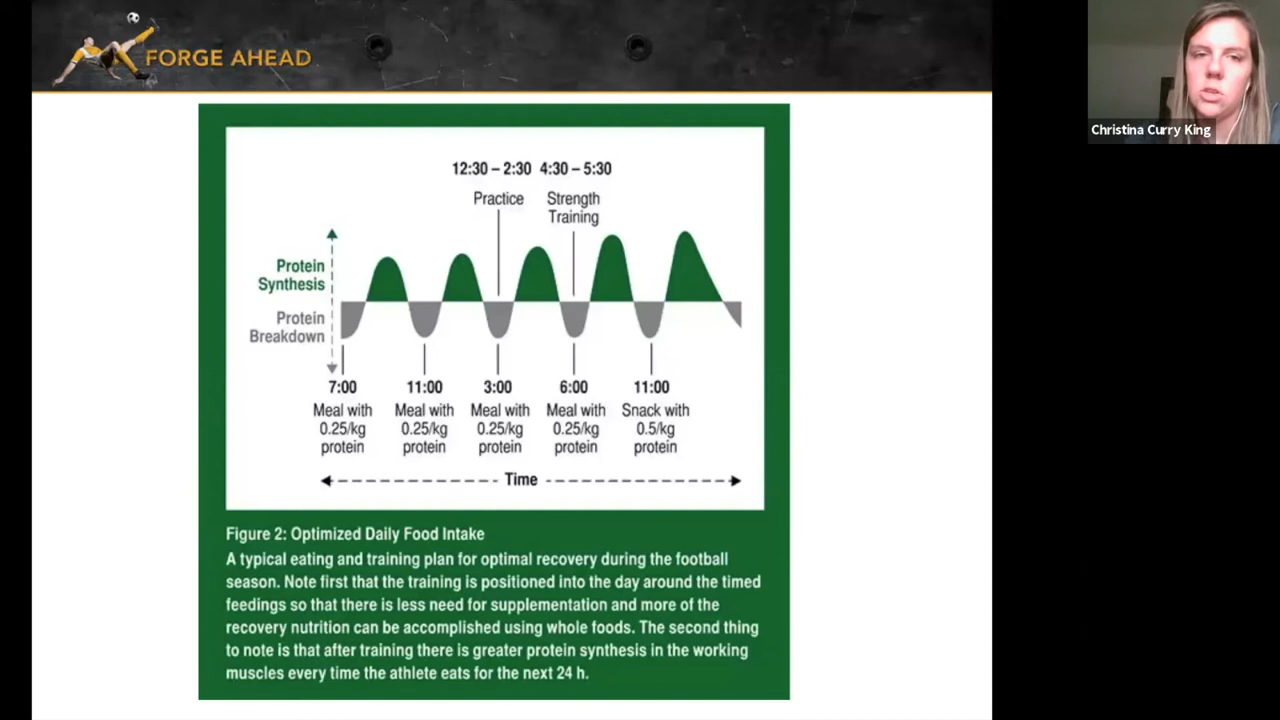 FORGE AHEAD
Christina Curry King
12:30 – 2:30 4:30 – 5:30
Practice
Strength
Training
Protein
Synthesis
Protein
Breakdown
7:00
Meal with
0.25/kg
protein
11:00
Meal with
0.25/kg
protein
3:00
Meal with
0.25/kg
protein
6:00
Meal with
0.25/kg
protein
11:00
Snack with
0.5/kg
protein
Time
Figure 2: Optimized Daily Food Intake
A typical eating and training plan for optimal recovery during the football
season. Note first that the training is positioned into the day around the timed
feedings so that there is less need for supplementation and more of the
recovery nutrition can be accomplished using whole foods. The second thing
to note is that after training there is greater protein synthesis in the working
muscles every time the athlete eats for the next 24 h.